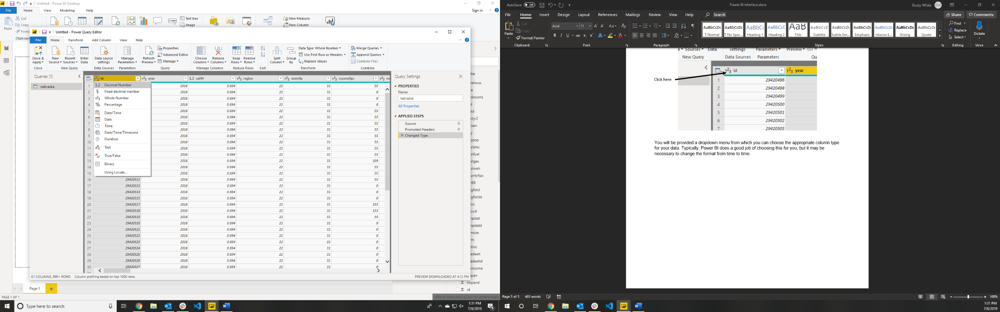 Untitled - Power BI Desktop
File Home View Modeling Help Sign in
Cut
Copy
Paste
Clipboard
Text box
Image
New Measure
New Column
Untitled - Power Query Editor
File Home Transform Add Column View Help
Close & Apply
New Source
Recent Sources
Enter Data
Data source settings
Manage Parameters
Refresh Preview
Properties
Advanced Editor
Manage
Choose Columns
Remove Columns
Keep Rows
Remove Rows
Split Column
Group By
Data Type: Whole Number
Use First Row as Headers
Replace Values
Merge Queries
Append Queries
Combine Files
Close New Query Data Sources Parameters Query Manage Columns Reduce Rows Sort Transform Combine
Queries [1]
nebraska
id year cpi99 region statefip countyfips
Decimal Number
Fixed decimal number
Whole Number
Percentage
Date/Time
Date
Time
Date/Time/Timezone
Duration
Text
True/False
Binary
Using Locale...
1 2016 0.694 22 31 55
2 2016 0.694 22 31 0
3 2016 0.694 22 31 0
4 2016 0.694 22 31 0
5 2016 0.694 22 31 55
6 2016 0.694 22 31 55
7 2016 0.694 22 31 55
8 2016 0.694 22 31 55
9 2016 0.694 22 31 55
10 2016 0.694 22 31 55
11 2016 0.694 22 31 55
12 2016 0.694 22 31 55
13 2016 0.694 22 31 109
14 2016 0.694 22 31 55
15 2016 0.694 22 31 55
16 29420512 2016 0.694 22 31 55
17 29420513 2016 0.694 22 31 0
18 29420514 2016 0.694 22 31 0
19 29420515 2016 0.694 22 31 0
20 29420517 2016 0.694 22 31 153
21 29420518 2016 0.694 22 31 153
22 29420519 2016 0.694 22 31 55
23 29420520 2016 0.694 22 31 0
24 29420521 2016 0.694 22 31 0
25 29420522 2016 0.694 22 31 0
26 29420523 2016 0.694 22 31 0
27 29420524 2016 0.694 22 31 0
28 29420525 2016 0.694 22 31 0
29 29420526 2016 0.694 22 31 0
30 29420527 2016 0.694 22 31 0
Query Settings
PROPERTIES
Name
nebraska
All Properties
APPLIED STEPS
Source
Promoted Headers
Changed Type
61 COLUMNS, 999+ ROWS Column profiling based on top 1000 rows PREVIEW DOWNLOADED AT 4:12 PM
hispand
id
Page 1
PAGE 1 OF 1 UPDATE AVAILABLE (CLICK TO DOWNLOAD)
Type here to search
1:31 PM
7/8/2019
AutoSave Off Power BI Interface.docx Dusty White DW
File Home Insert Design Layout References Mailings Review View Help Search Share Comments
Paste
Cut
Copy
Format Painter
Arial 11
AaBbCcDc AaBbCcDc AaBbC( AaBbCcC AaB AaBbCcD AaBbCcDc AaBbCcDc AaBbCcDc AaBbCcDc AaBbCcDc
¶ Normal ¶ No Spac... Heading 1 Heading 2 Title Subtitle Subtle Em... Emphasis Intense E... Strong Quote
Find
Replace
Select
Dictate
Clipboard Font Paragraph Styles Editing Voice
Sources Data settings Parameters Preview
New Query Data Sources Parameters Qu
id year
Click here
1 29420496
2 29420498
3 29420499
4 29420500
5 29420501
6 29420502
7 29420503
You will be provided a dropdown menu from which you can choose the appropriate column type
for your data. Typically, Power BI does a good job of choosing this for you, but it may be
necessary to change the format from time to time.
Page 5 of 5 483 words 100%
1:31 PM
7/8/2019